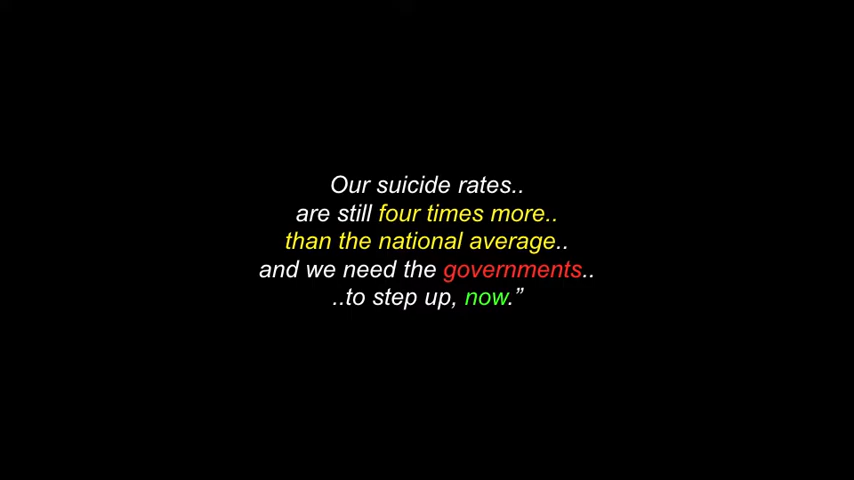 Our suicide rates..
are still four times more..
than the national average..
and we need the governments..
..to step up, now.”